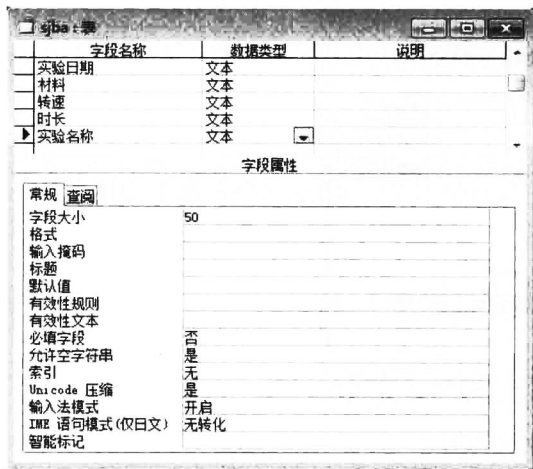 sjba : 表
字段名称 数据类型 说明
实验日期 文本
材料 文本
转速 文本
时长 文本
实验名称 文本
字段属性
常规 查阅
字段大小 50
格式
输入掩码
标题
默认值
有效性规则
有效性文本
必填字段 否
允许空字符串 是
索引 无
Unicode 压缩 是
输入法模式 开启
IME 语句模式(仅日文) 无转化
智能标记